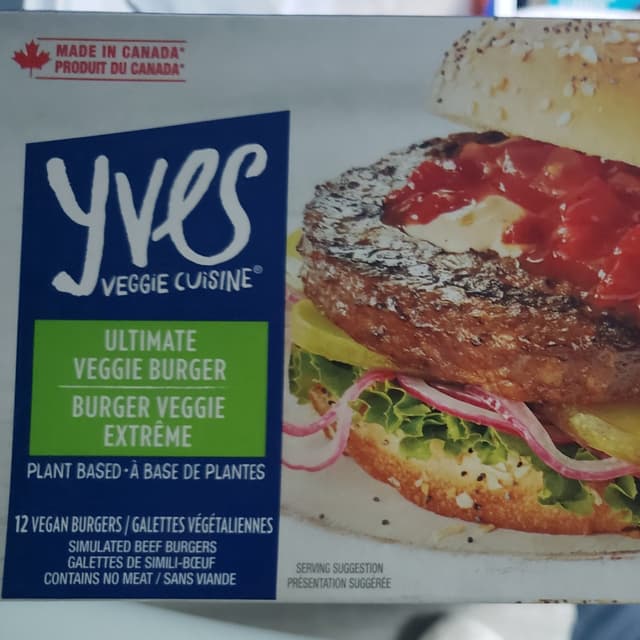 MADE IN CANADA*
PRODUIT DU CANADA*
yves
VEGGIE CUISINE®
ULTIMATE
VEGGIE BURGER
BURGER VEGGIE
EXTRÊME
PLANT BASED • À BASE DE PLANTES
12 VEGAN BURGERS / GALETTES VÉGÉTALIENNES
SIMULATED BEEF BURGERS
GALETTES DE SIMILI-BŒUF
CONTAINS NO MEAT / SANS VIANDE
SERVING SUGGESTION
PRÉSENTATION SUGGÉRÉE